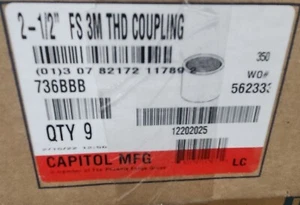 2-1/2" FS 3M THD COUPLING
(01)3 07 82172 11789 2
350
WO#
736BBB
56233
QTY 9
12202025
CAPITOL MFG
LC